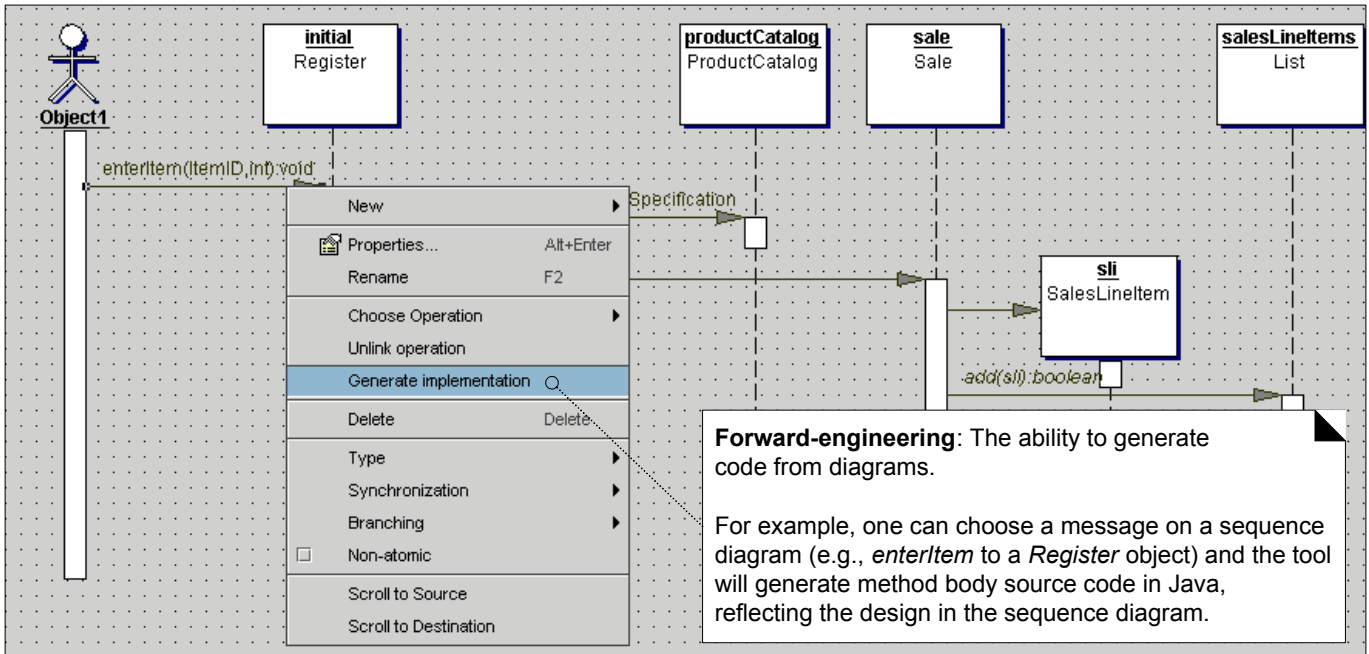 initial
Register
productCatalog
ProductCatalog
sale
Sale
salesLineItems
List
Object1
enterItem(ItemID,int):void
New
Specification
Properties... Alt+Enter
Rename F2
sli
SalesLineItem
Choose Operation
Unlink operation
Generate implementation
add(sli):boolean
Delete Delete
Type
Synchronization
Branching
Non-atomic
Scroll to Source
Scroll to Destination
Forward-engineering: The ability to generate
code from diagrams.
For example, one can choose a message on a sequence
diagram (e.g., enterItem to a Register object) and the tool
will generate method body source code in Java,
reflecting the design in the sequence diagram.